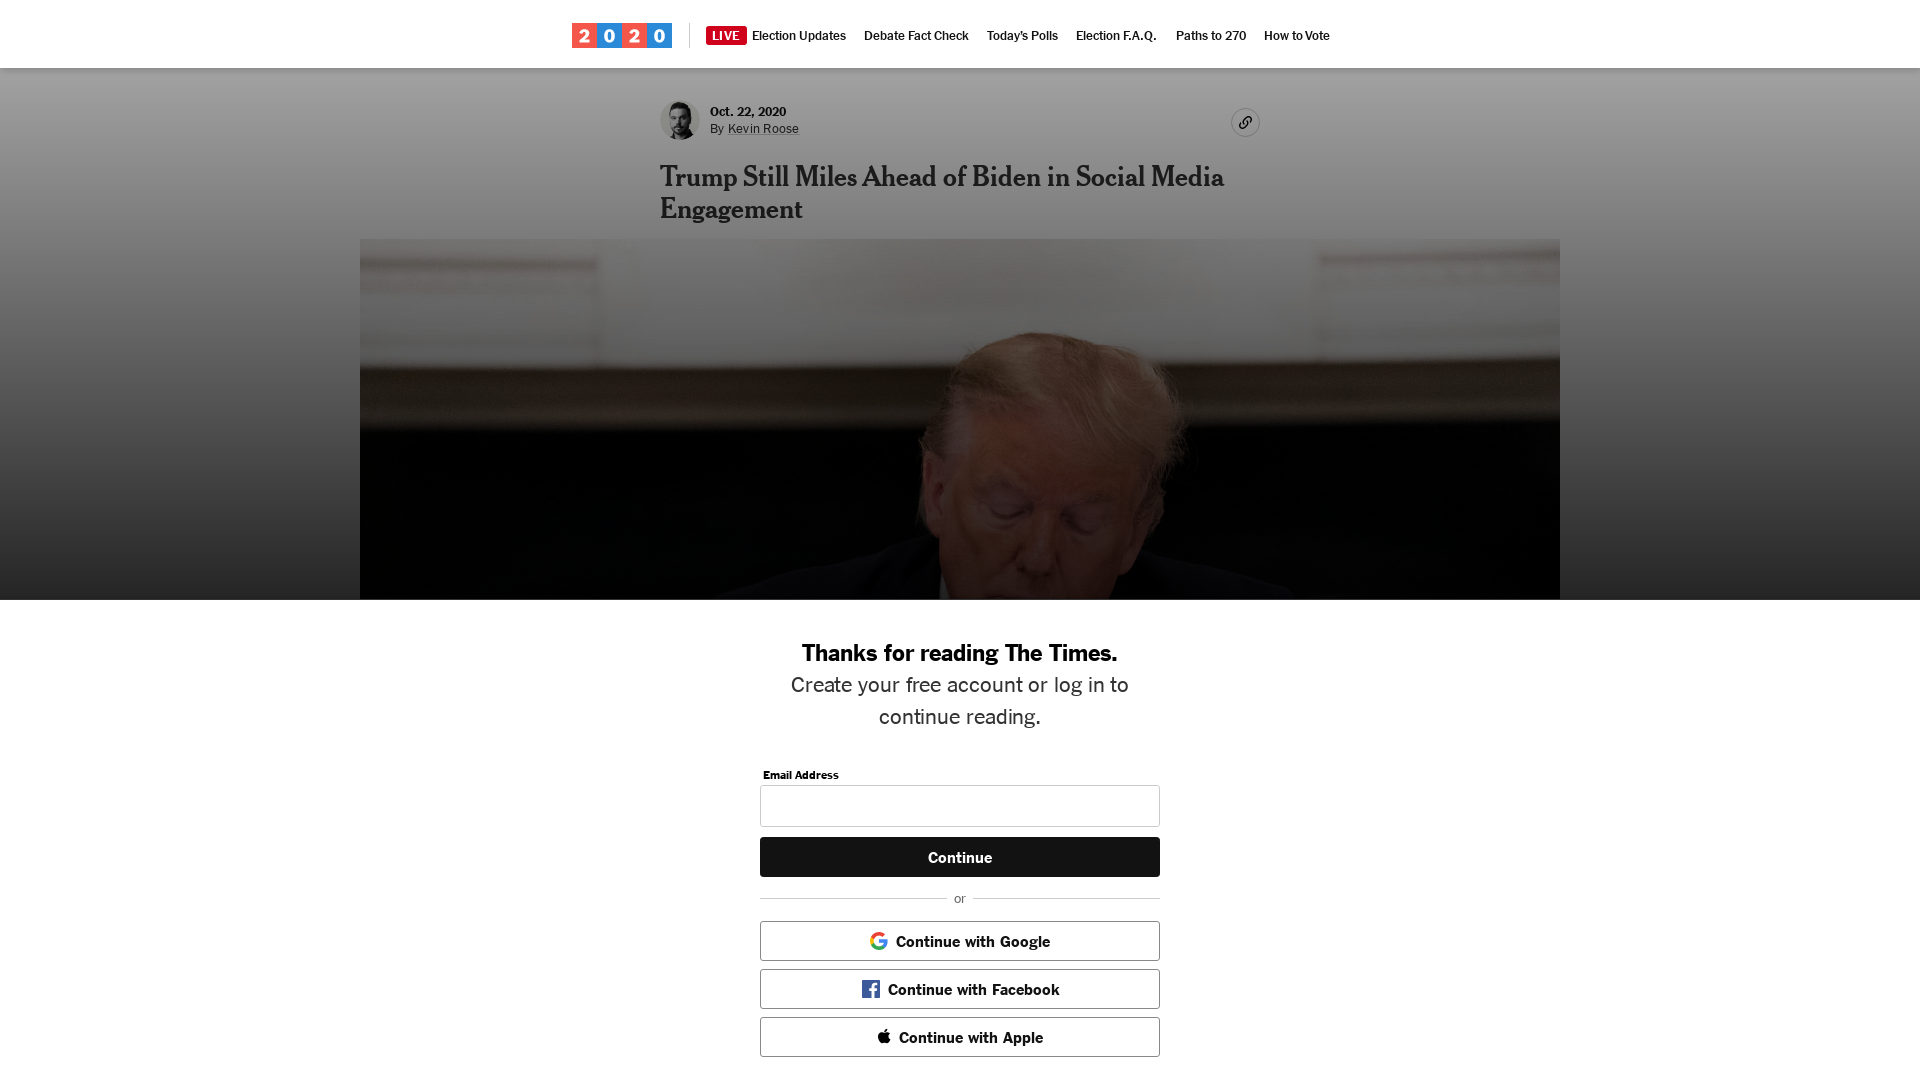 2020
LIVE Election Updates Debate Fact Check Today's Polls Election F.A.Q. Paths to 270 How to Vote
Oct. 22, 2020
By Kevin Roose
Trump Still Miles Ahead of Biden in Social Media
Engagement
Thanks for reading The Times.
Create your free account or log in to
continue reading.
Email Address
Continue
or
Continue with Google
Continue with Facebook
Continue with Apple